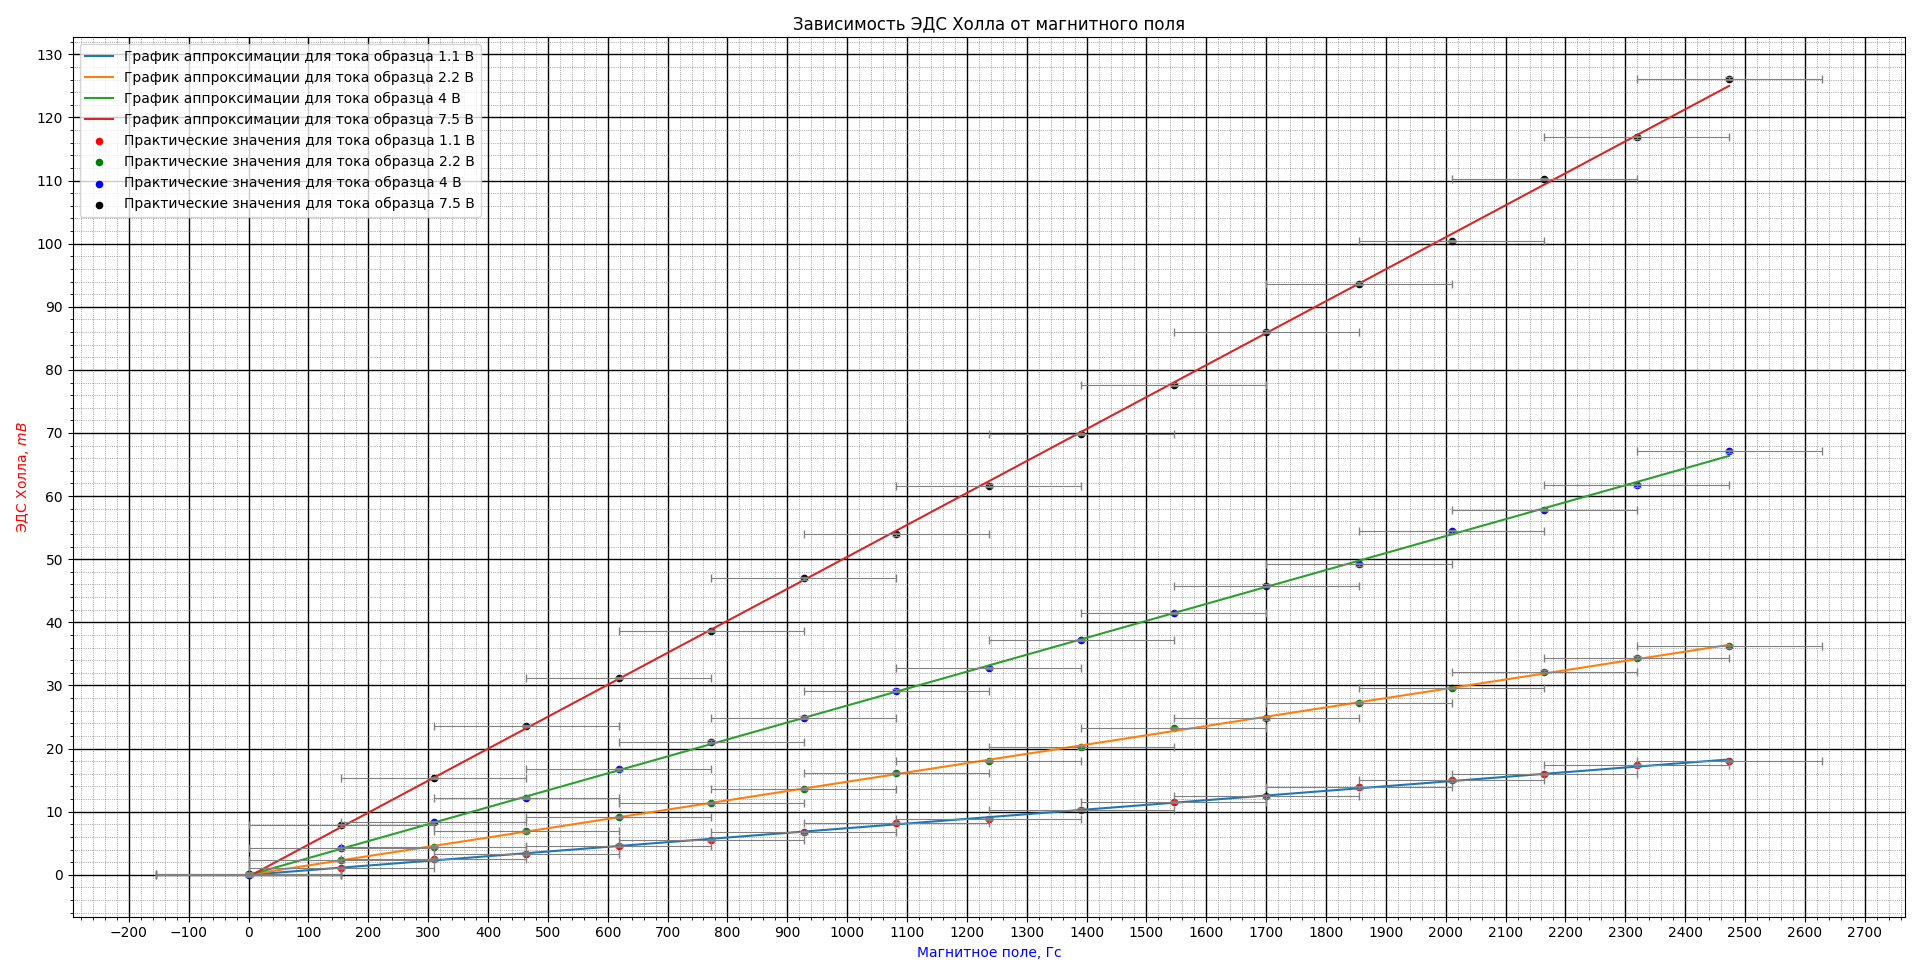 Зависимость ЭДС Холла от магнитного поля
График аппроксимации для тока образца 1.1 В
График аппроксимации для тока образца 2.2 В
График аппроксимации для тока образца 4 В
График аппроксимации для тока образца 7.5 В
Практические значения для тока образца 1.1 В
Практические значения для тока образца 2.2 В
Практические значения для тока образца 4 В
Практические значения для тока образца 7.5 В
130
120
110
100
90
80
70
60
50
40
30
20
10
0
ЭДС Холла, mB
−200 −100 0 100 200 300 400 500 600 700 800 900 1000 1100 1200 1300 1400 1500 1600 1700 1800 1900 2000 2100 2200 2300 2400 2500 2600 2700
Магнитное поле, Гс